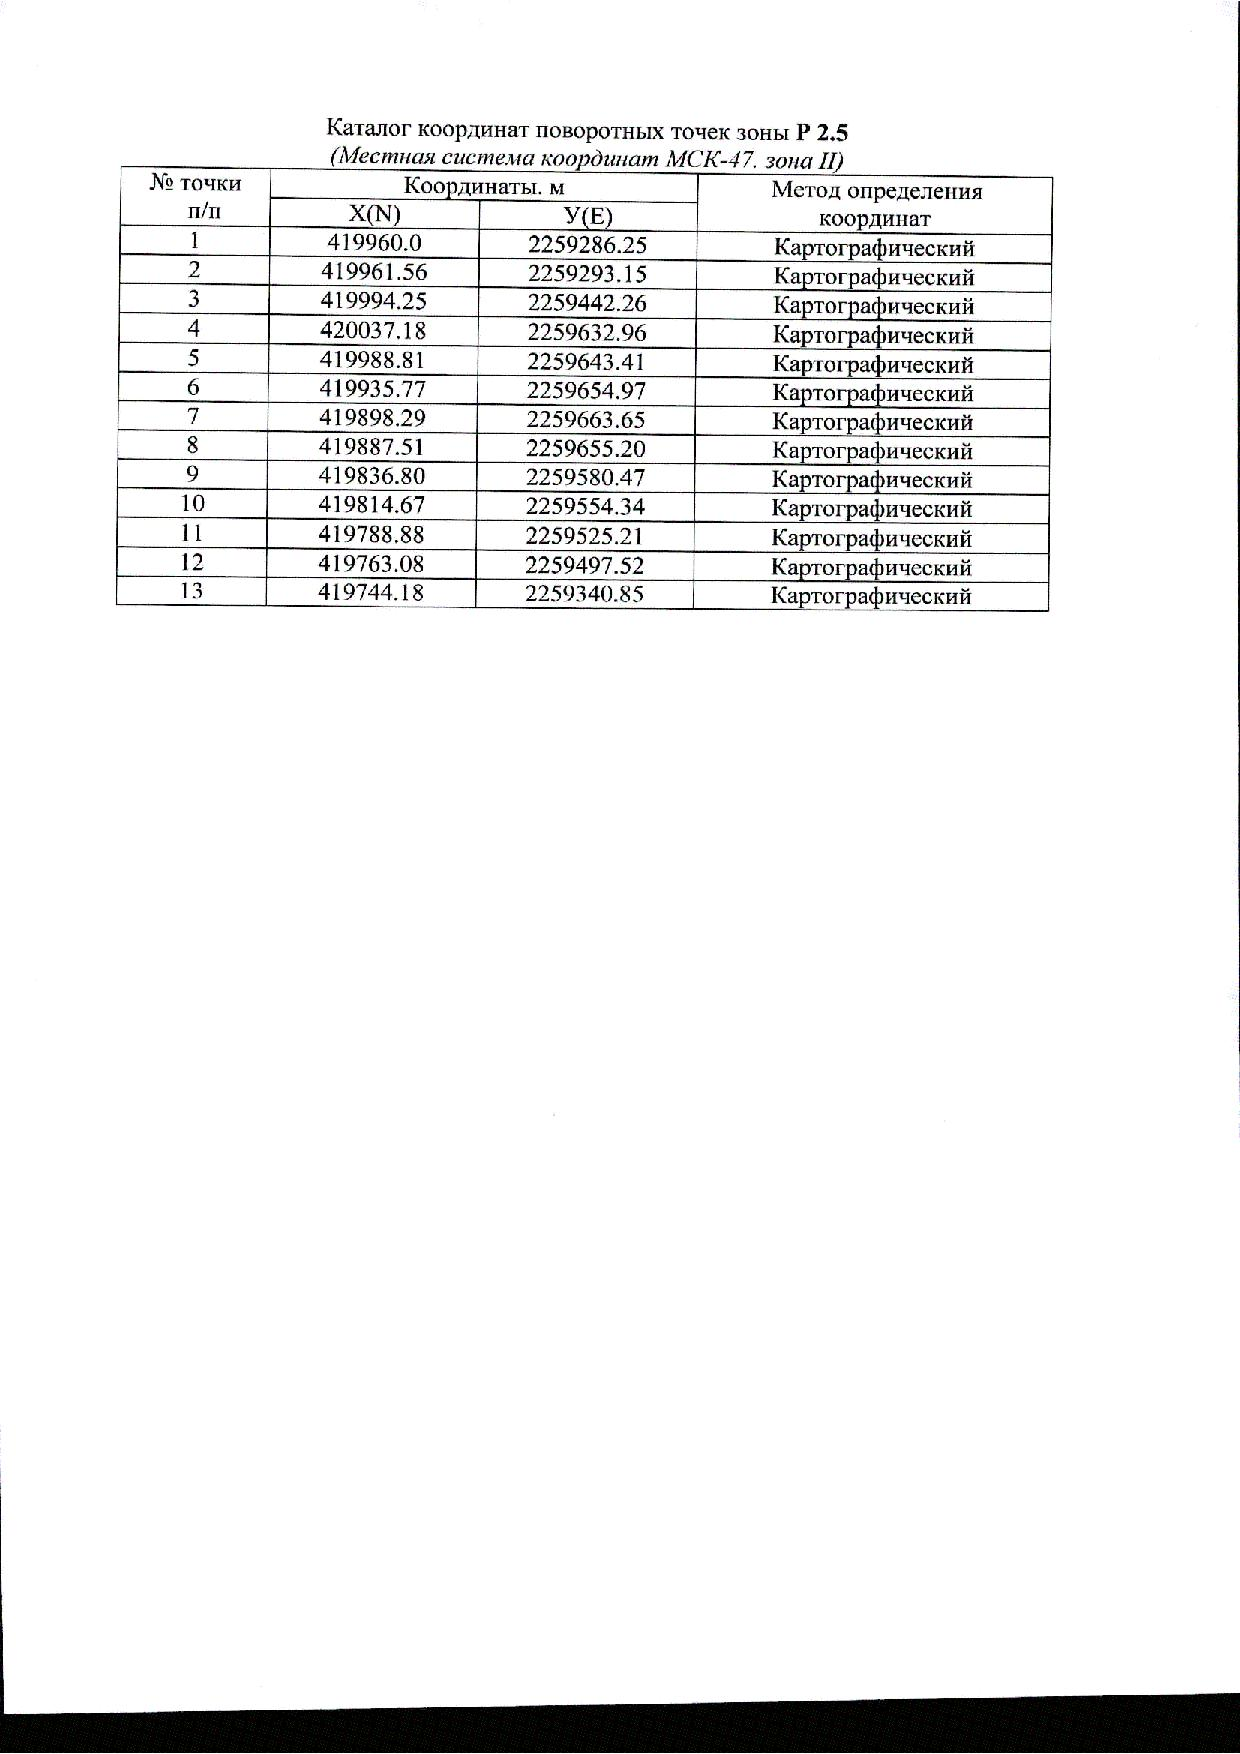 Каталог координат поворотных точек зоны Р 2.5
(Местная система координат МСК-47. зона II)
№ точки п/п Координаты. м Метод определения координат
X(N) У(Е)
1 419960.0 2259286.25 Картографический
2 419961.56 2259293.15 Картографический
3 419994.25 2259442.26 Картографический
4 420037.18 2259632.96 Картографический
5 419988.81 2259643.41 Картографический
6 419935.77 2259654.97 Картографический
7 419898.29 2259663.65 Картографический
8 419887.51 2259655.20 Картографический
9 419836.80 2259580.47 Картографический
10 419814.67 2259554.34 Картографический
11 419788.88 2259525.21 Картографический
12 419763.08 2259497.52 Картографический
13 419744.18 2259340.85 Картографический